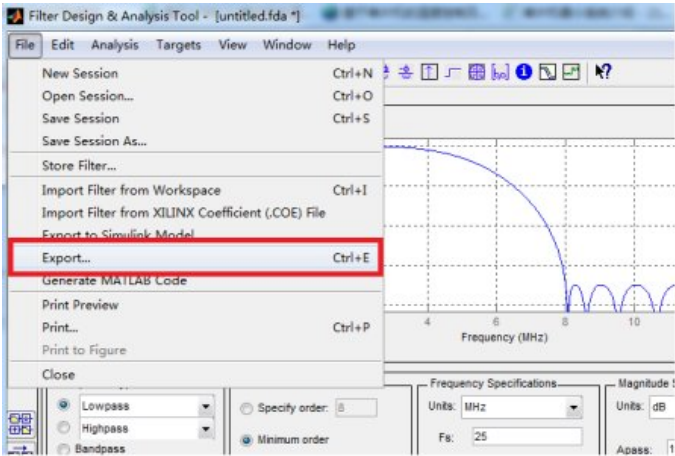 Filter Design & Analysis Tool - [untitled.fda *]
File Edit Analysis Targets View Window Help
New Session Ctrl+N
Open Session... Ctrl+O
Save Session Ctrl+S
Save Session As...
Store Filter...
Import Filter from Workspace Ctrl+I
Import Filter from XILINX Coefficient (.COE) File
Export to Simulink Model
Export... Ctrl+E
Generate MATLAB Code
Print Preview
Print... Ctrl+P
Print to Figure
Close
4 6 8 10
Frequency (MHz)
Frequency Specifications
Magnitude S
Lowpass
Specify order: 8
Units: MHz
Units: dB
Highpass
Minimum order
Fs: 25
Bandpass
Apass: 1